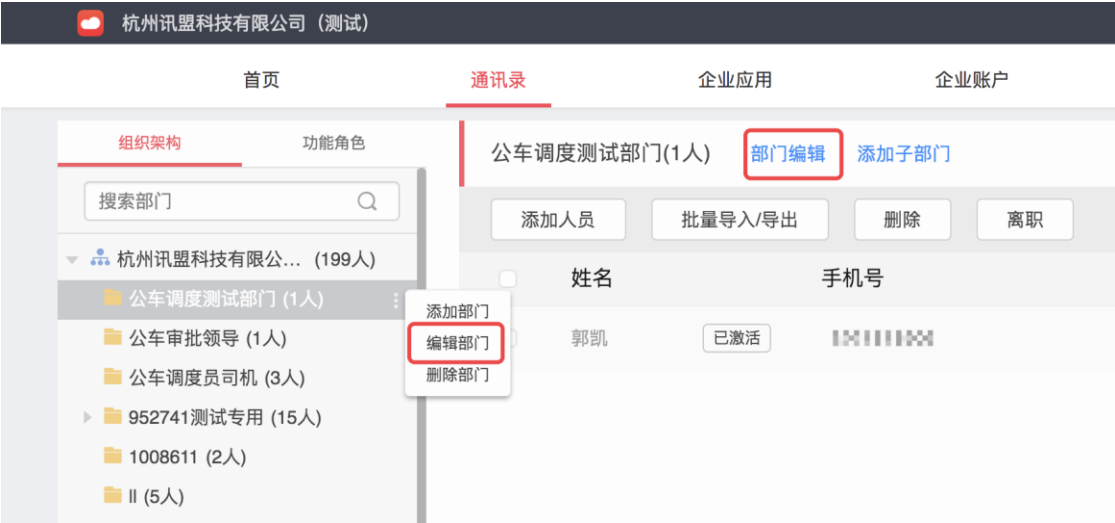 杭州讯盟科技有限公司（测试）
首页 通讯录 企业应用 企业账户
组织架构 功能角色
搜索部门
杭州讯盟科技有限公... (199人)
公车调度测试部门 (1人)
公车审批领导 (1人)
公车调度员司机 (3人)
952741测试专用 (15人)
1008611 (2人)
ll (5人)
添加部门
编辑部门
删除部门
公车调度测试部门(1人) 部门编辑 添加子部门
添加人员 批量导入/导出 删除 离职
姓名 手机号
郭凯 已激活